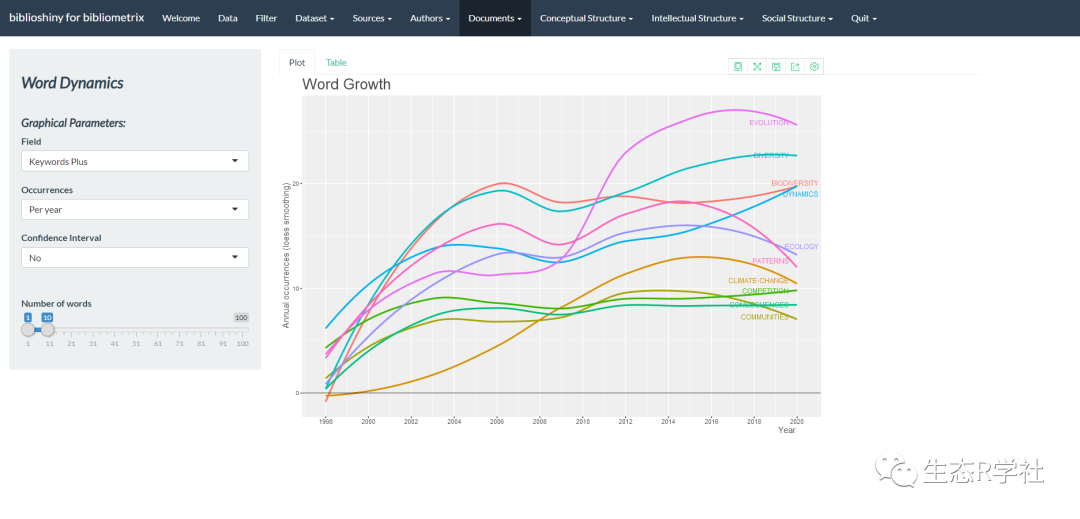 biblioshiny for bibliometrix Welcome Data Filter Dataset Sources Authors Documents Conceptual Structure Intellectual Structure Social Structure Quit
Word Dynamics
Graphical Parameters:
Field
Keywords Plus
Occurrences
Per year
Confidence Interval
No
Number of words
1 10 100
1 11 21 31 41 51 61 71 81 91 100
Plot Table
Word Growth
Annual occurrences (loess smoothing)
20
10
0
EVOLUTION
DIVERSITY
BIODIVERSITY
DYNAMICS
ECOLOGY
PATTERNS
CLIMATE-CHANGE
COMPETITION
CONSEQUENCES
COMMUNITIES
1998 2000 2002 2004 2006 2008 2010 2012 2014 2016 2018 2020
Year
生态R学社